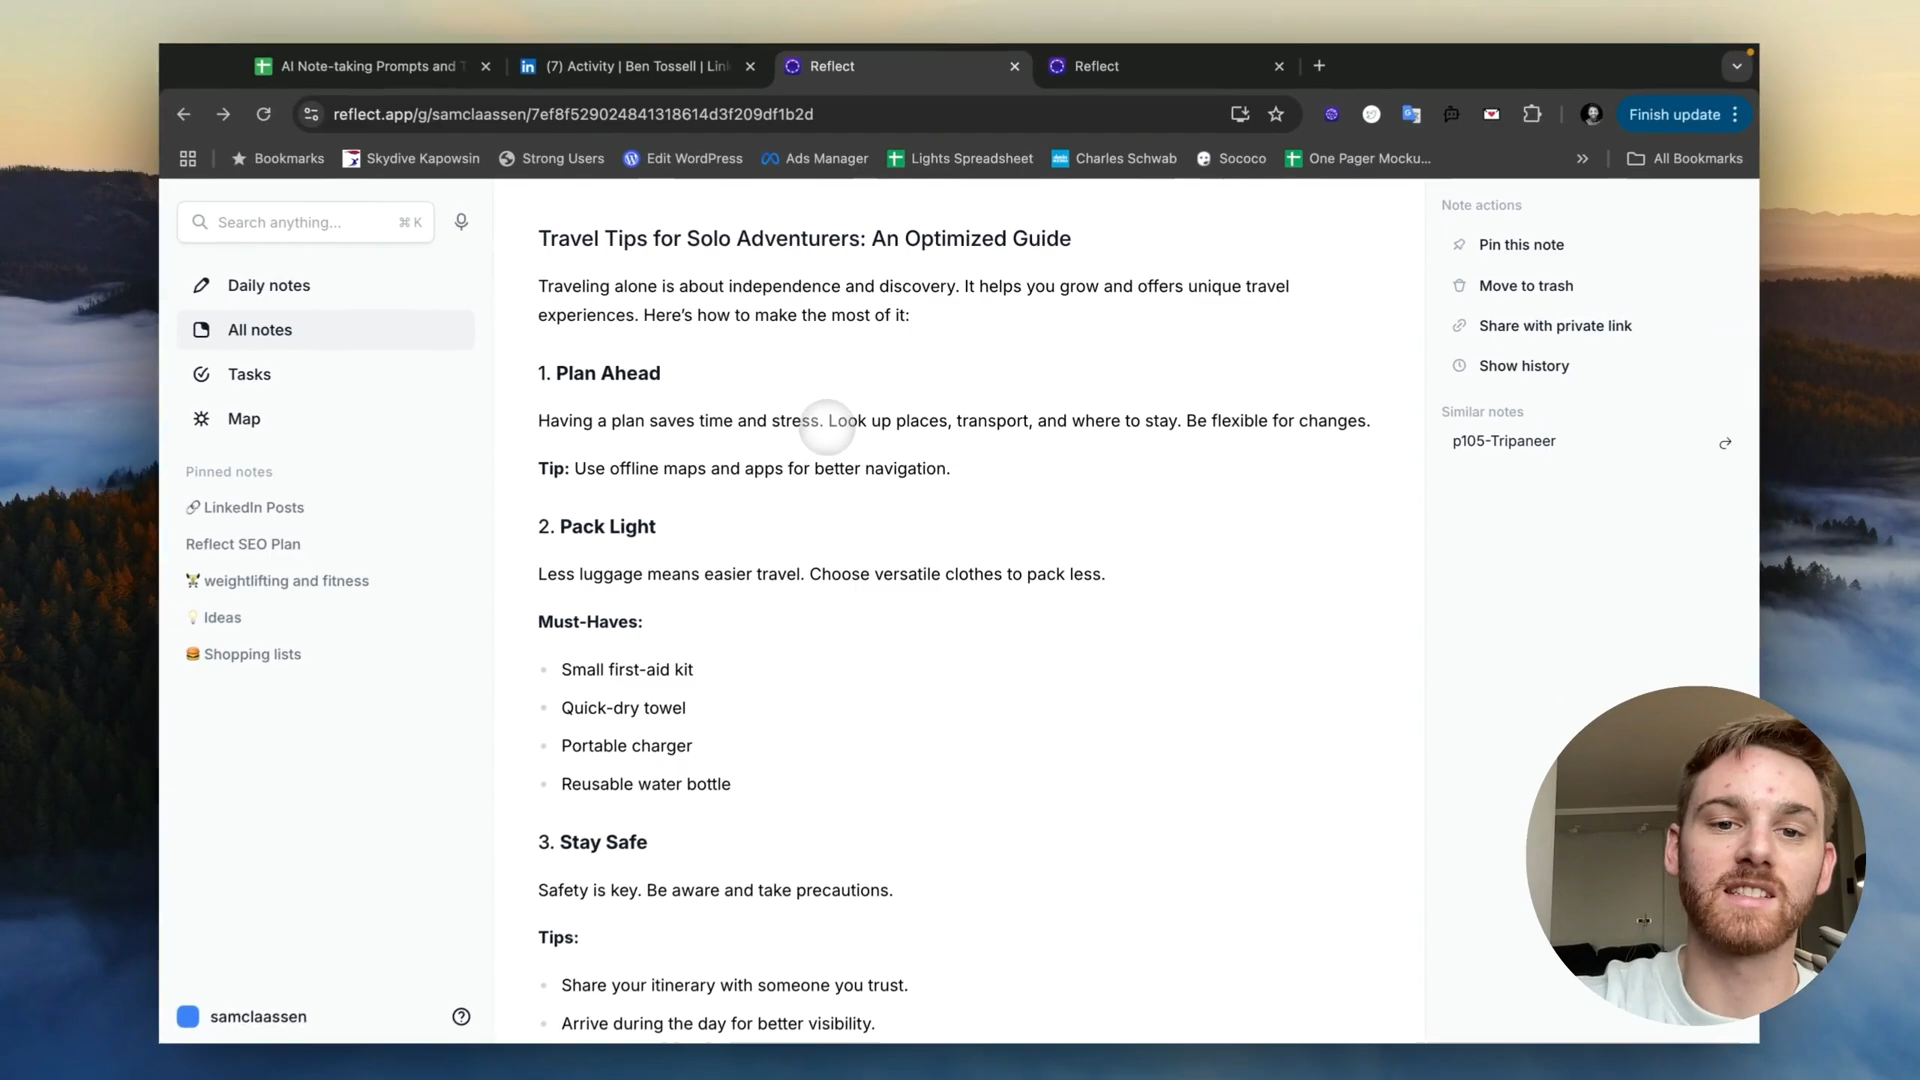 AI Note-taking Prompts and T
(7) Activity | Ben Tossell | Link
Reflect
Reflect
reflect.app/g/samclaassen/7ef8f529024841318614d3f209df1b2d
Finish update
Bookmarks
Skydive Kapowsin
Strong Users
Edit WordPress
Ads Manager
Lights Spreadsheet
Charles Schwab
Sococo
One Pager Mocku...
All Bookmarks
Search anything... ⌘ K
Daily notes
All notes
Tasks
Map
Pinned notes
🔗 LinkedIn Posts
Reflect SEO Plan
🏋️ weightlifting and fitness
💡 Ideas
🍔 Shopping lists
samclaassen
Travel Tips for Solo Adventurers: An Optimized Guide
Traveling alone is about independence and discovery. It helps you grow and offers unique travel
experiences. Here's how to make the most of it:
1. Plan Ahead
Having a plan saves time and stress. Look up places, transport, and where to stay. Be flexible for changes.
Tip: Use offline maps and apps for better navigation.
2. Pack Light
Less luggage means easier travel. Choose versatile clothes to pack less.
Must-Haves:
Small first-aid kit
Quick-dry towel
Portable charger
Reusable water bottle
3. Stay Safe
Safety is key. Be aware and take precautions.
Tips:
Share your itinerary with someone you trust.
Arrive during the day for better visibility.
Note actions
Pin this note
Move to trash
Share with private link
Show history
Similar notes
p105-Tripaneer